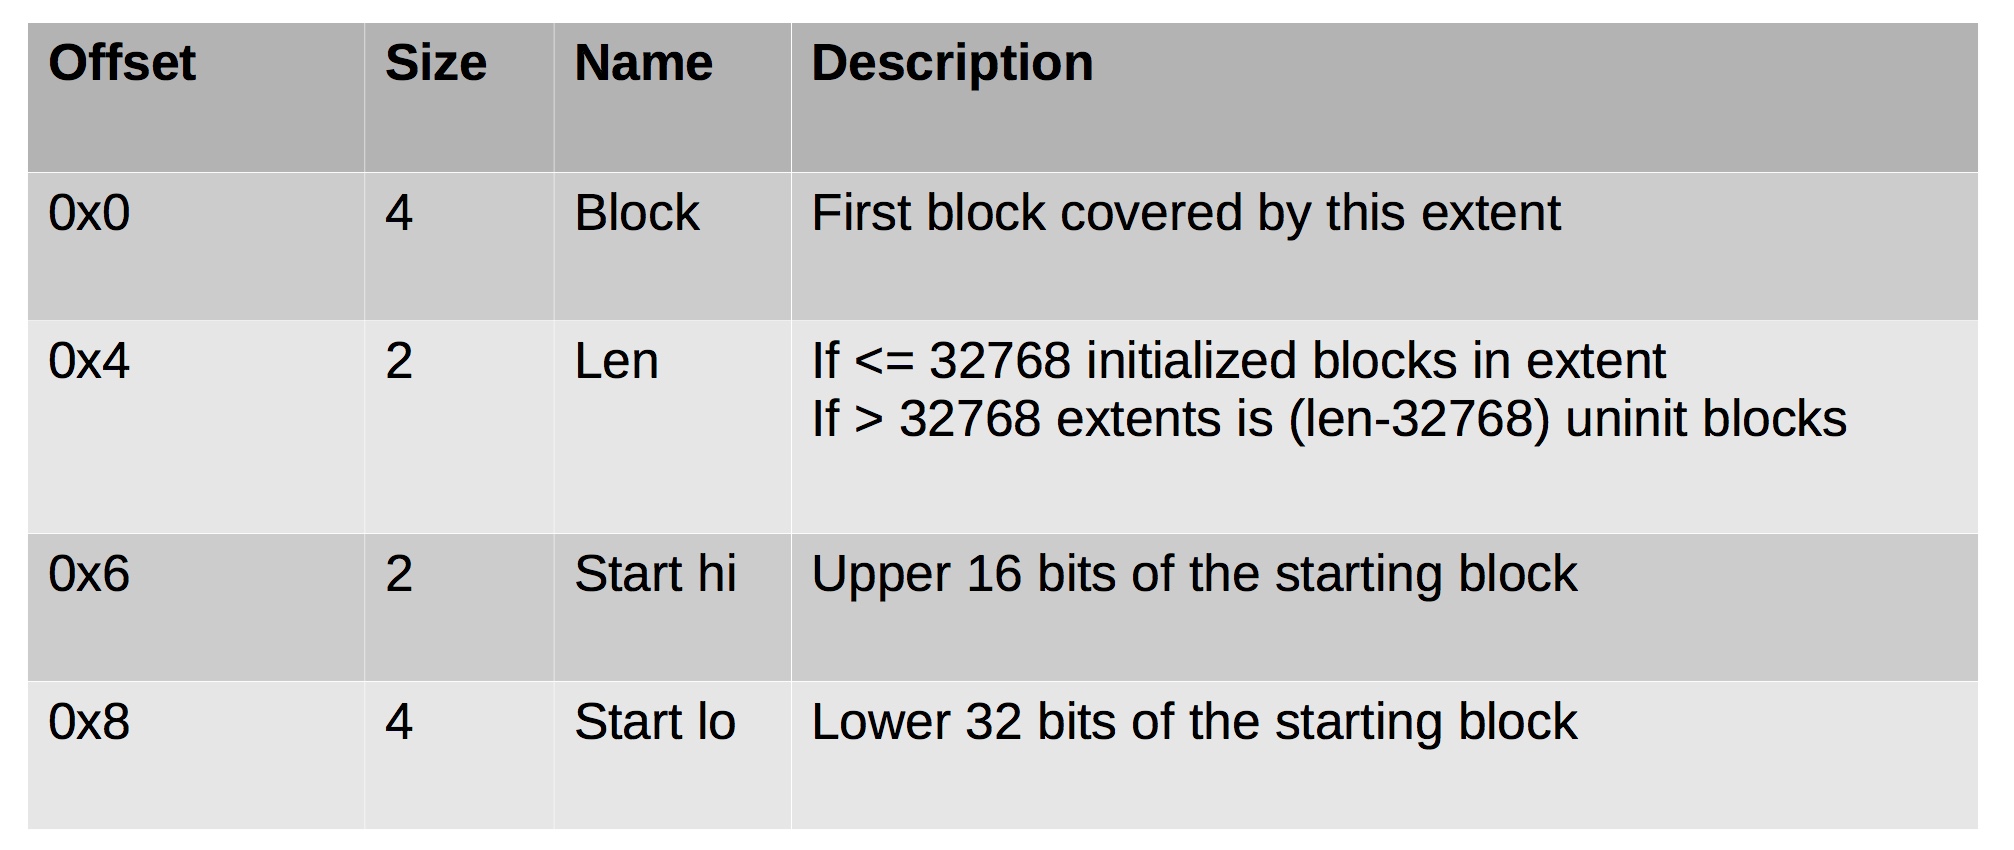 Offset Size Name Description
0x0 4 Block First block covered by this extent
0x4 2 Len If <= 32768 initialized blocks in extent
If > 32768 extents is (len-32768) uninit blocks
0x6 2 Start hi Upper 16 bits of the starting block
0x8 4 Start lo Lower 32 bits of the starting block